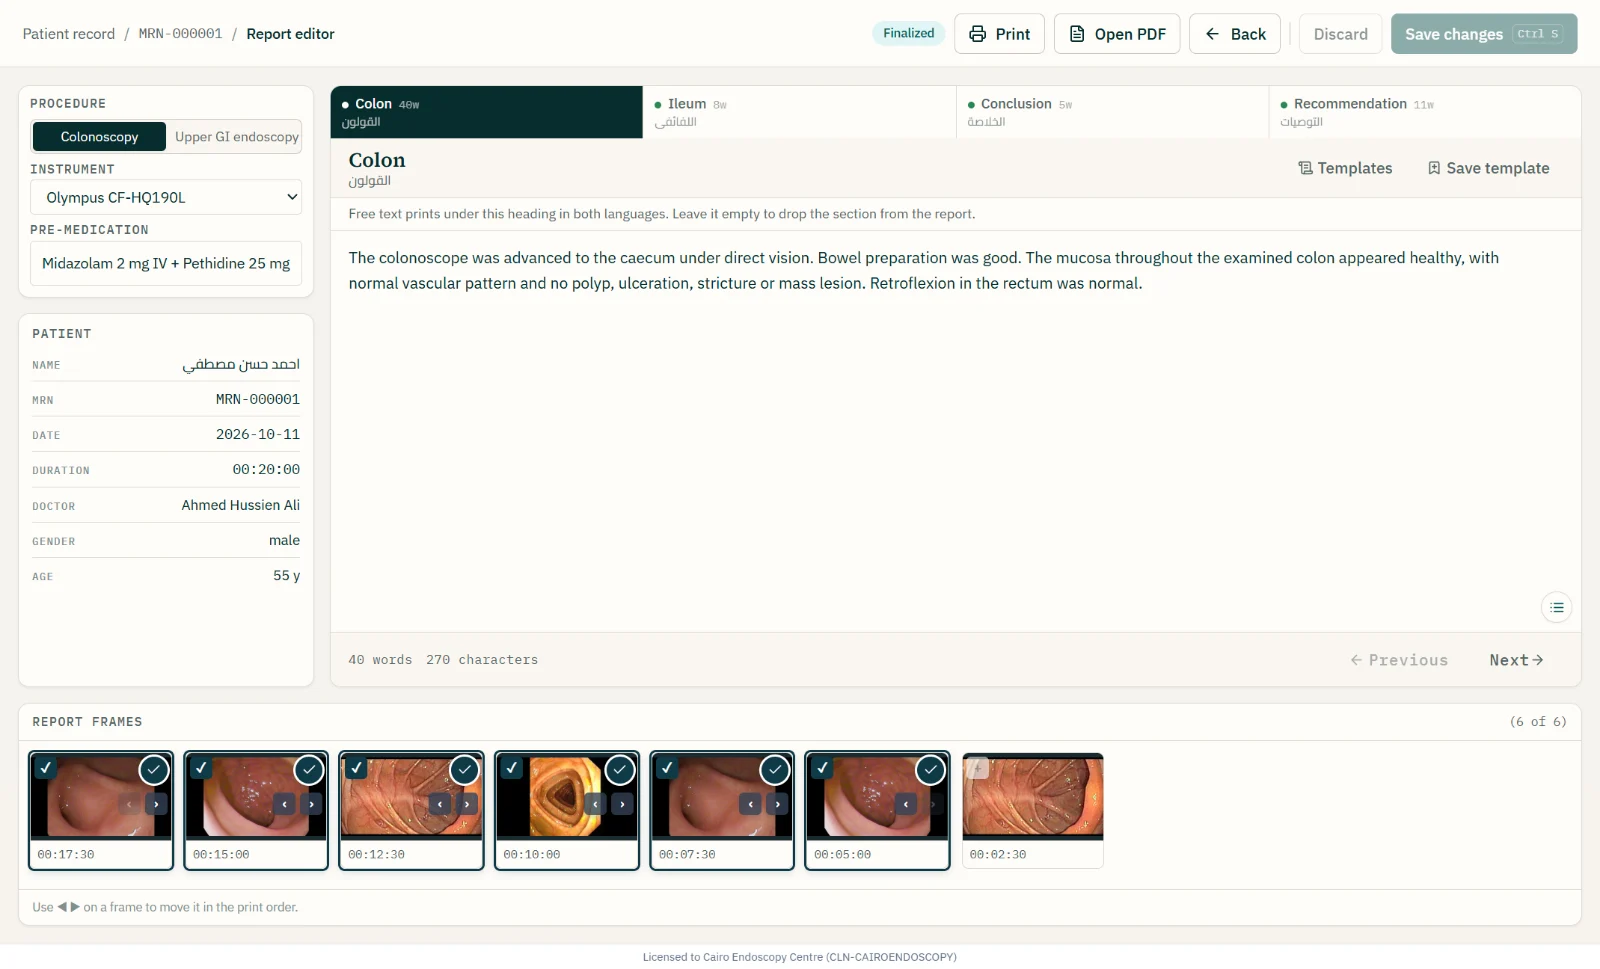 Patient record / MRN-000001 / Report editor
Finalized
Print
Open PDF
Back
Discard
Save changes Ctrl S
PROCEDURE
Colonoscopy
Upper GI endoscopy
INSTRUMENT
Olympus CF-HQ190L
PRE-MEDICATION
Midazolam 2 mg IV + Pethidine 25 mg
PATIENT
NAME احمد حسن مصطفي
MRN MRN-000001
DATE 2026-10-11
DURATION 00:20:00
DOCTOR Ahmed Hussien Ali
GENDER male
AGE 55 y
Colon 40w
القولون
Ileum 8w
اللفائفي
Conclusion 5w
الخلاصة
Recommendation 11w
التوصيات
Colon
القولون
Templates
Save template
Free text prints under this heading in both languages. Leave it empty to drop the section from the report.
The colonoscope was advanced to the caecum under direct vision. Bowel preparation was good. The mucosa throughout the examined colon appeared healthy, with
normal vascular pattern and no polyp, ulceration, stricture or mass lesion. Retroflexion in the rectum was normal.
40 words 270 characters
Previous
Next
REPORT FRAMES
(6 of 6)
00:17:30
00:15:00
00:12:30
00:10:00
00:07:30
00:05:00
00:02:30
Use ◀ ▶ on a frame to move it in the print order.
Licensed to Cairo Endoscopy Centre (CLN-CAIROENDOSCOPY)